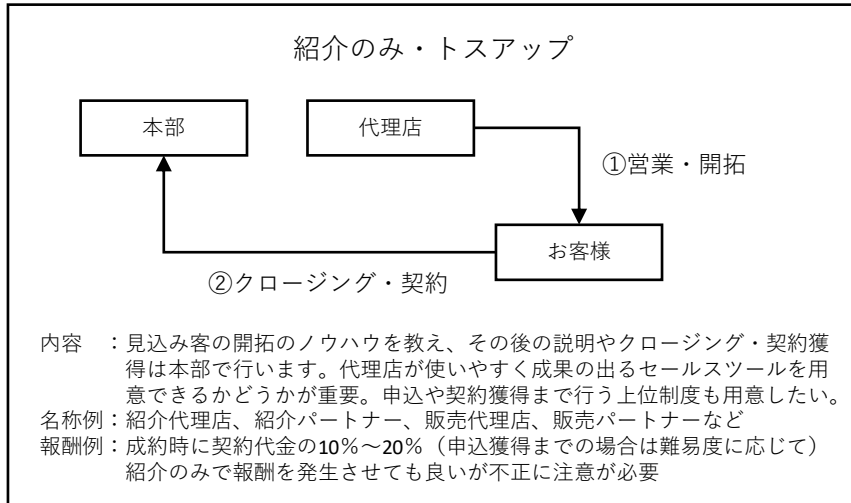 紹介のみ・トスアップ
本部
代理店
①営業・開拓
お客様
②クロージング・契約
内容　：見込み客の開拓のノウハウを教え、その後の説明やクロージング・契約獲
得は本部で行います。代理店が使いやすく成果の出るセールスツールを用
意できるかどうかが重要。申込や契約獲得まで行う上位制度も用意したい。
名称例：紹介代理店、紹介パートナー、販売代理店、販売パートナーなど
報酬例：成約時に契約代金の10%～20%（申込獲得までの場合は難易度に応じて）
紹介のみで報酬を発生させても良いが不正に注意が必要